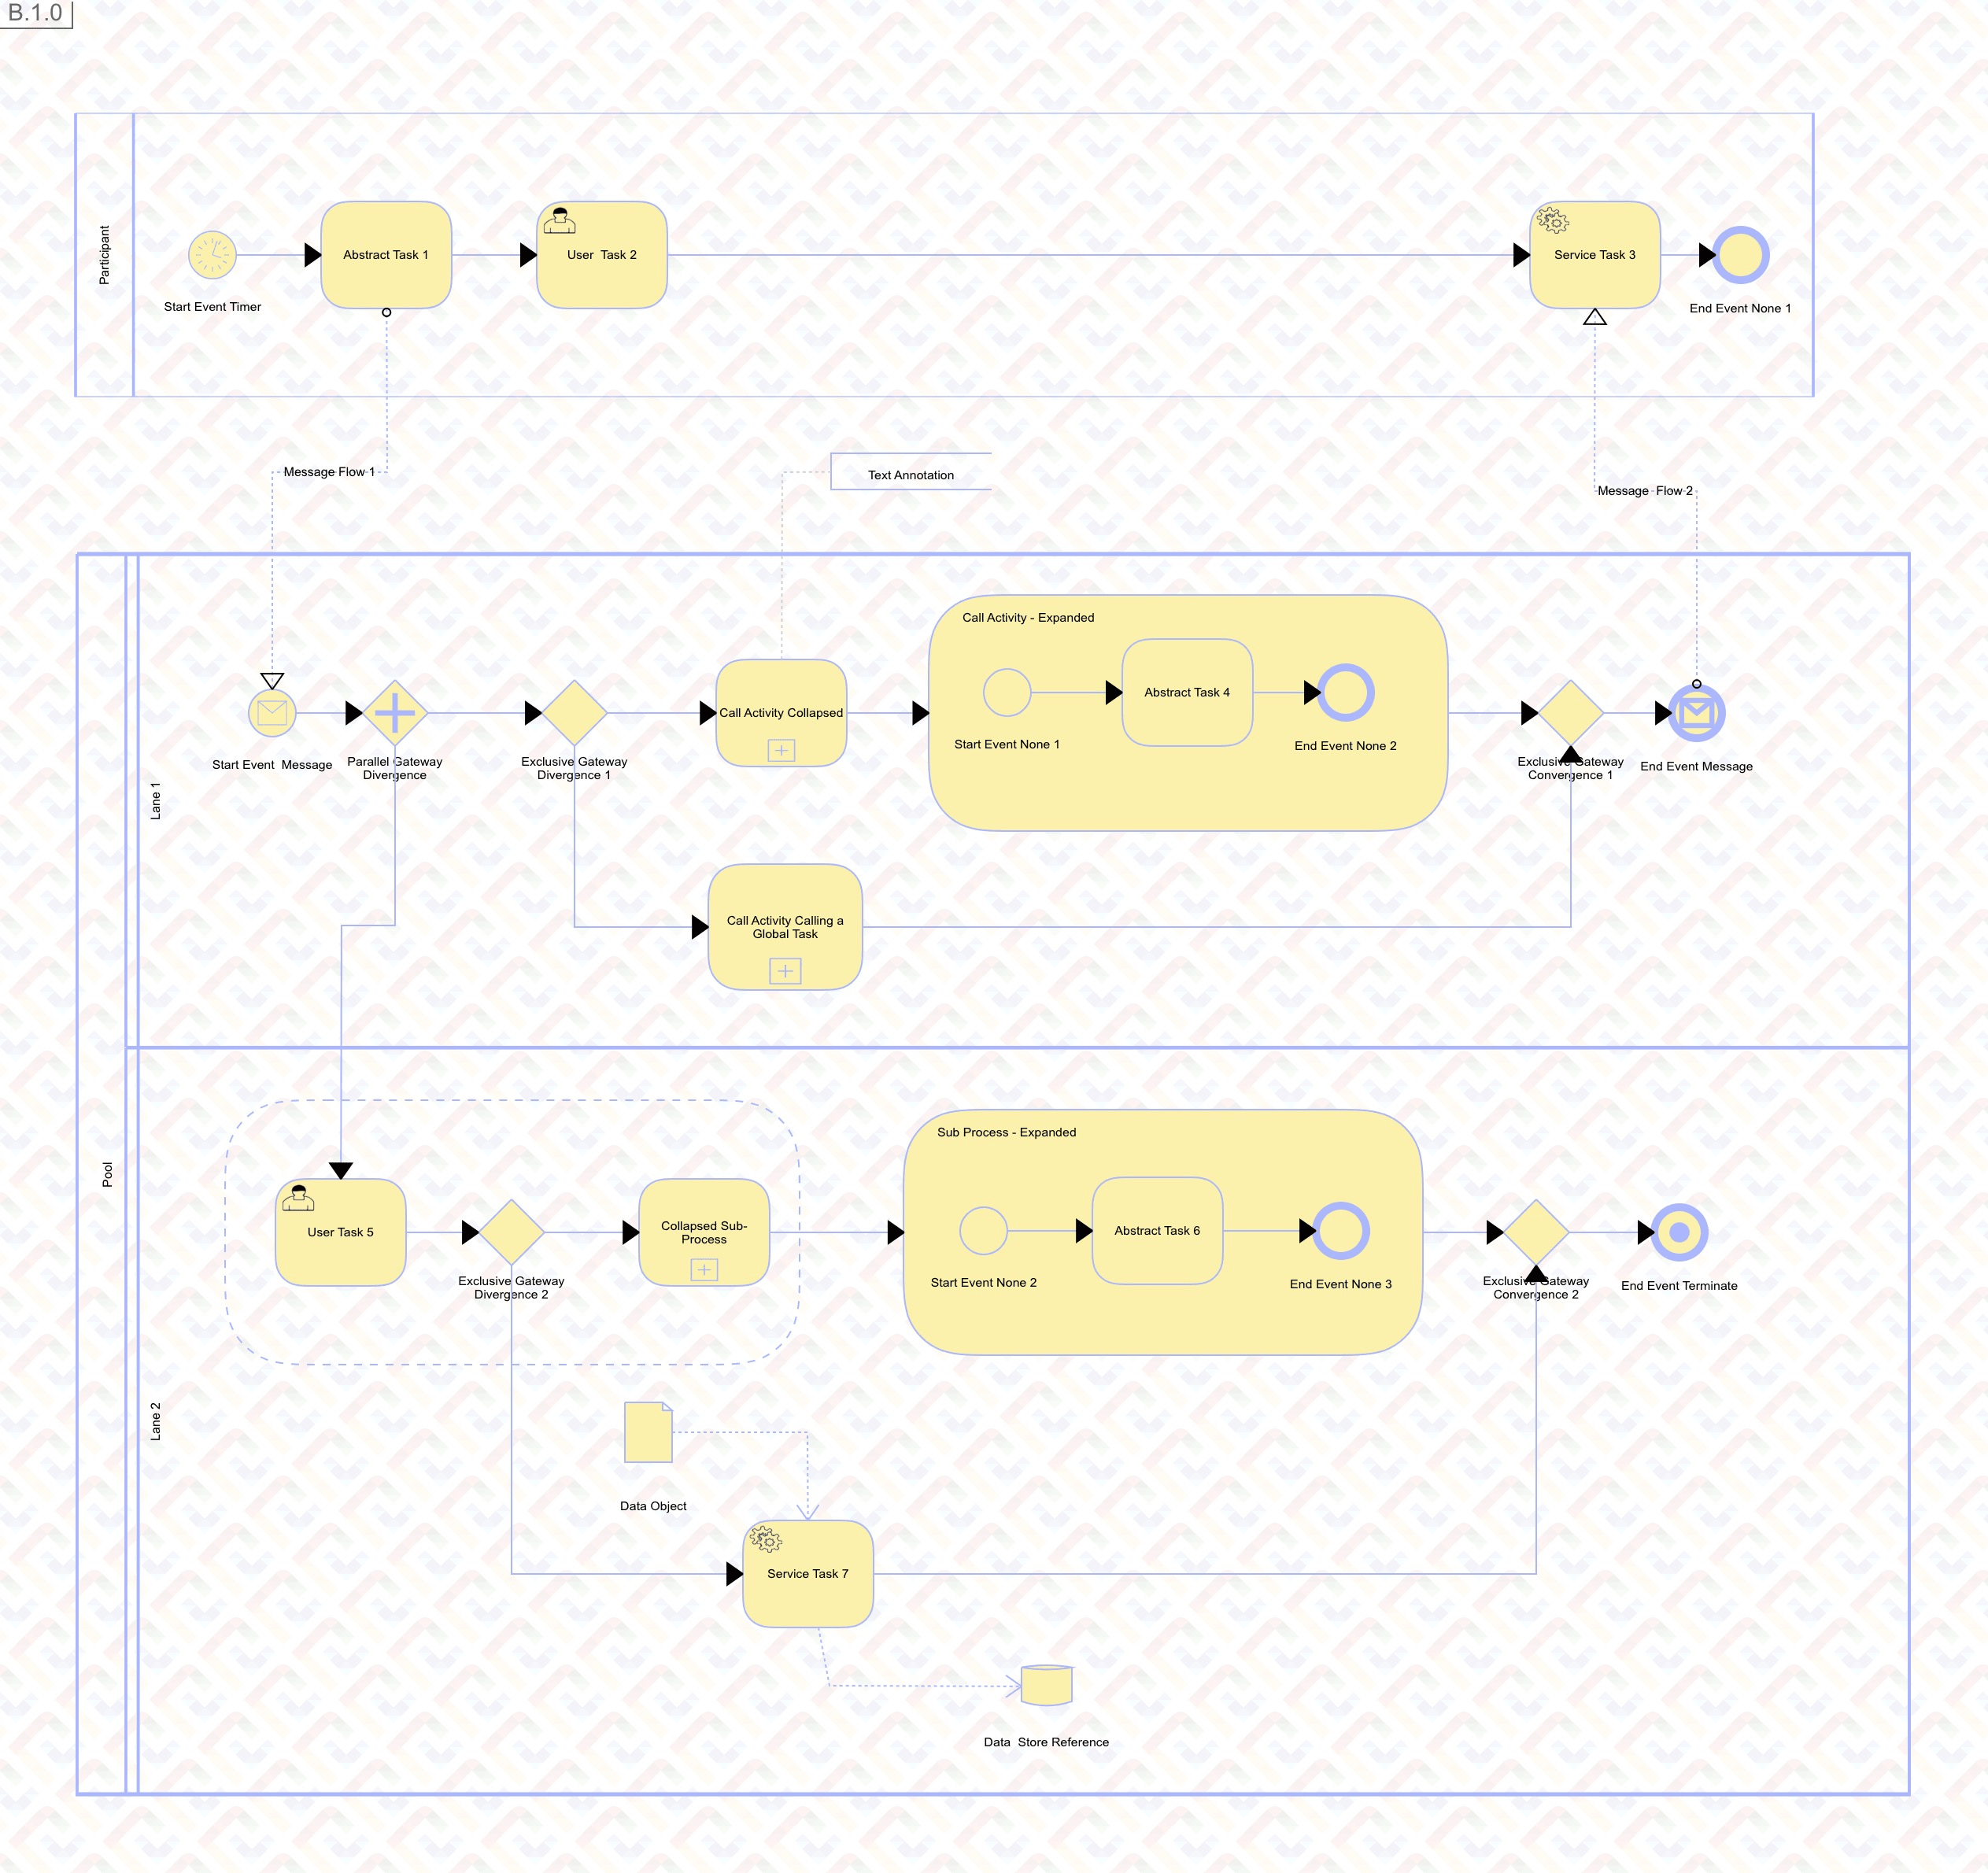 B.1.0
Participant
Abstract Task 1
User  Task 2
Service Task 3
Start Event Timer
End Event None 1
Message Flow 1
Text Annotation
Message  Flow 2
Pool
Lane 1
Call Activity - Expanded
Abstract Task 4
Call Activity Collapsed
Start Event None 1
End Event None 2
Start Event  Message
Parallel Gateway
Divergence
Exclusive Gateway
Divergence 1
Exclusive Gateway
Convergence 1
End Event Message
Call Activity Calling a
Global Task
Lane 2
Sub Process - Expanded
User Task 5
Collapsed Sub-
Process
Abstract Task 6
Exclusive Gateway
Divergence 2
Start Event None 2
End Event None 3
Exclusive Gateway
Convergence 2
End Event Terminate
Data Object
Service Task 7
Data  Store Reference